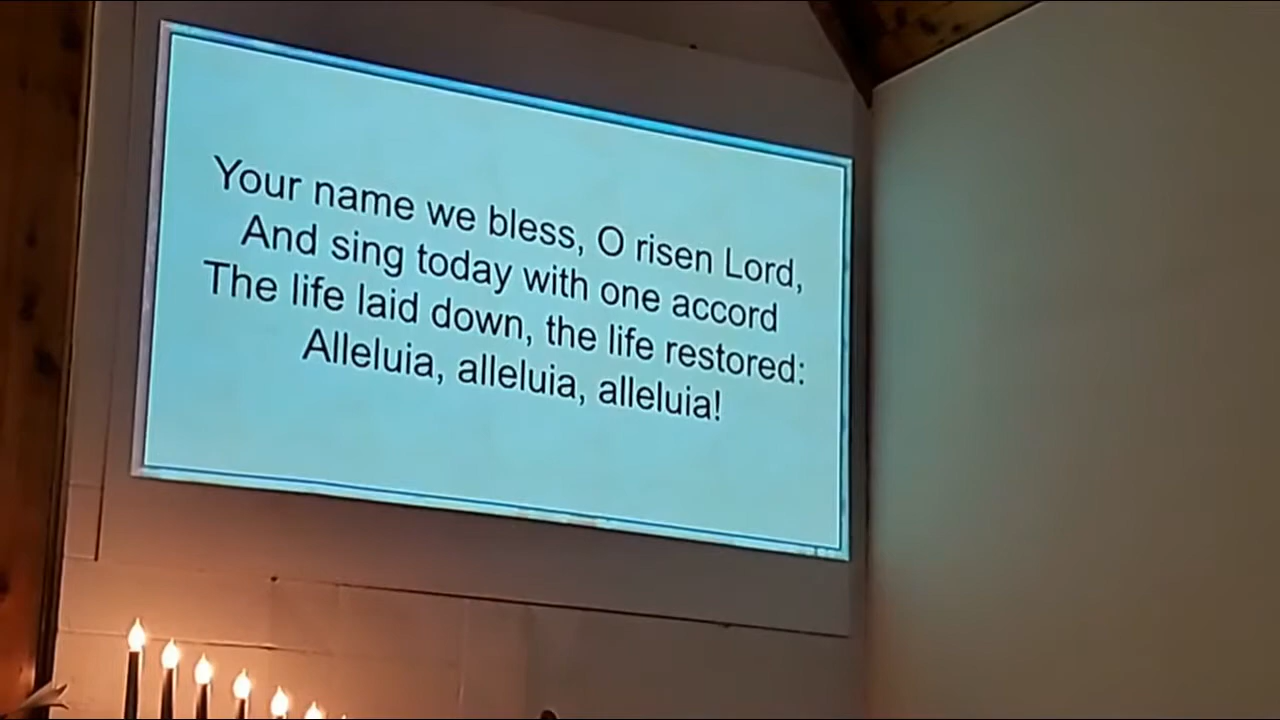 Your name we bless, O risen Lord,
And sing today with one accord
The life laid down, the life restored:
Alleluia, alleluia, alleluia!